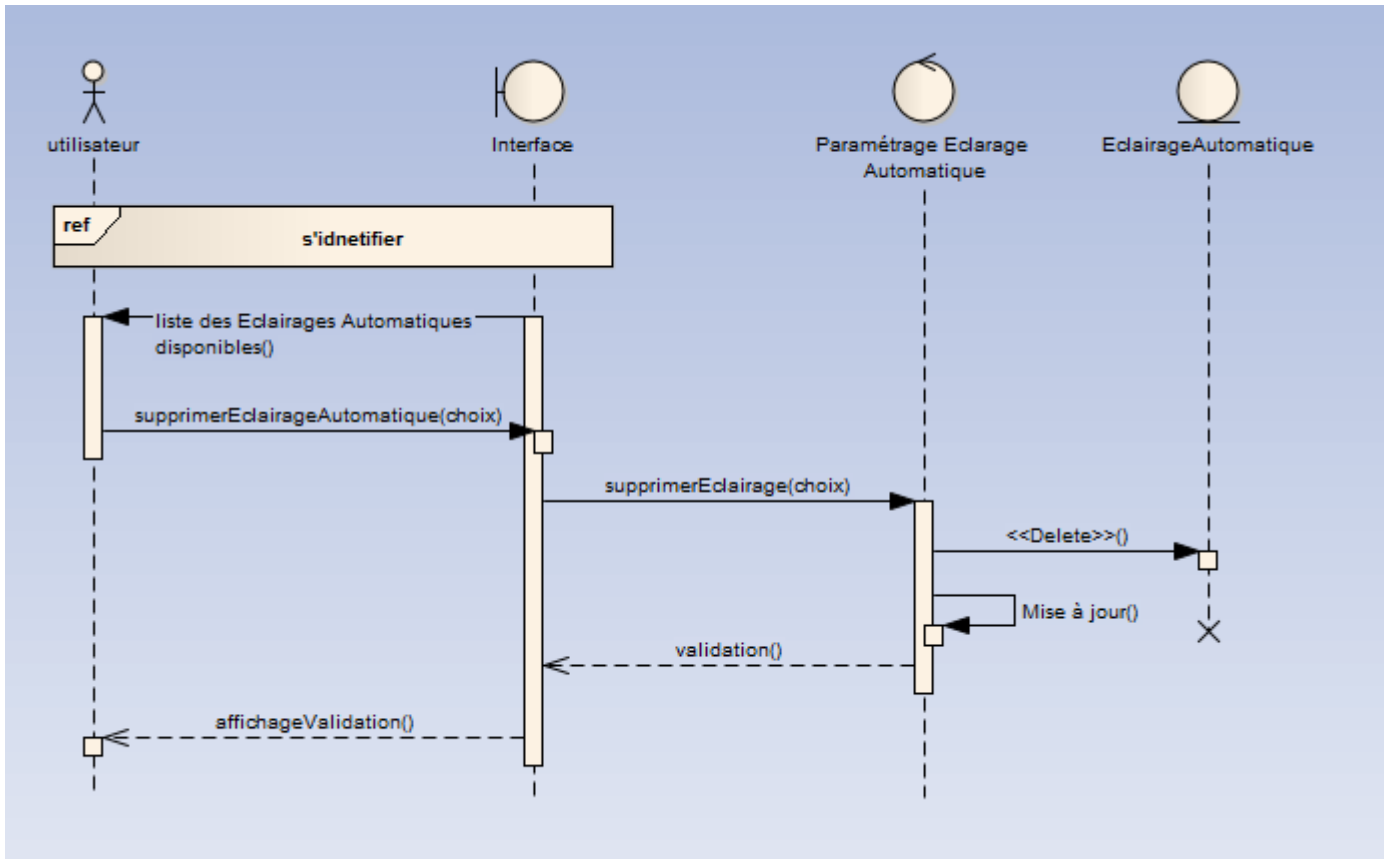 utilisateur
Interface
Paramétrage Eclarage
Automatique
EclairageAutomatique
ref
s'idnetifier
liste des Eclairages Automatiques
disponibles()
supprimerEclairageAutomatique(choix)
supprimerEclairage(choix)
<<Delete>>()
Mise à jour()
validation()
affichageValidation()